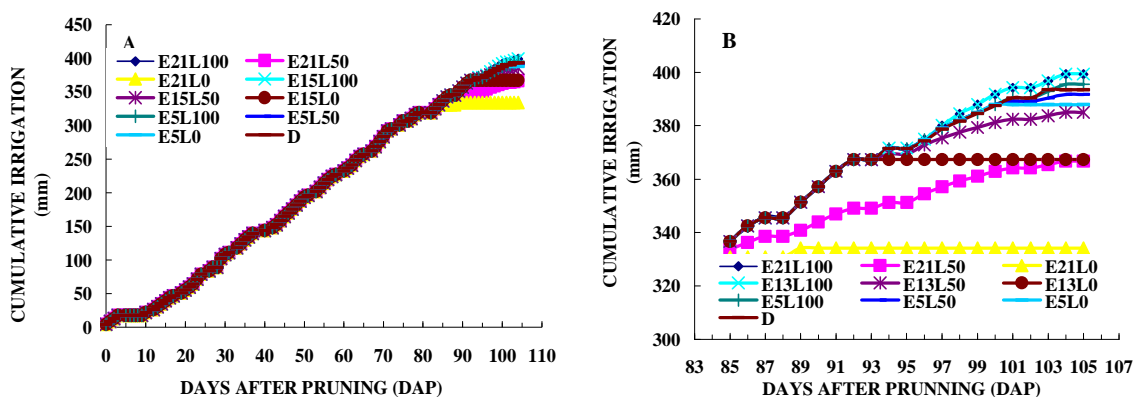 A
CUMULATIVE IRRIGATION
(mm)
450
400
350
300
250
200
150
100
50
0
E21L100 E21L50
E21L0 E15L100
E15L50 E15L0
E5L100 E5L50
E5L0 D
0 10 20 30 40 50 60 70 80 90 100 110
DAYS AFTER PRUNING (DAP)
B
CUMULATIVE IRRIGATION
(mm)
420
400
380
360
340
320
300
E21L100 E21L50 E21L0
E13L100 E13L50 E13L0
E5L100 E5L50 E5L0
D
83 85 87 89 91 93 95 97 99 101 103 105 107
DAYS AFTER PRUNNING (DAP)